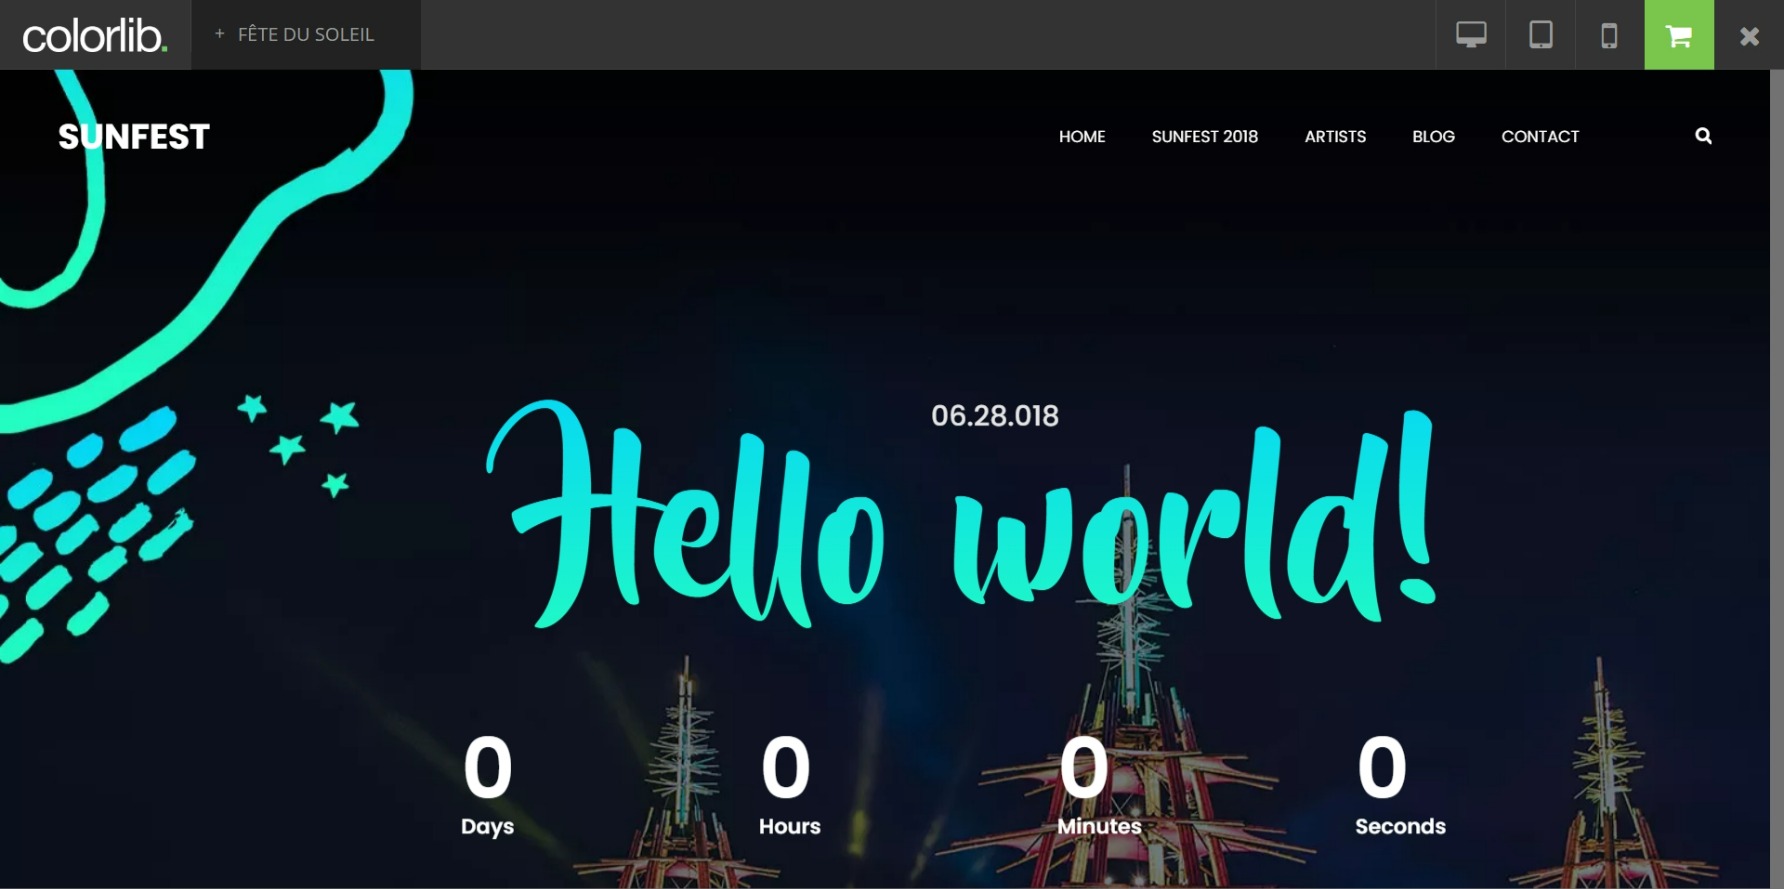 colorlib.
+ FÊTE DU SOLEIL
SUNFEST
HOME SUNFEST 2018 ARTISTS BLOG CONTACT
06.28.018
Hello world!
0 0 0 0
Days Hours Minutes Seconds